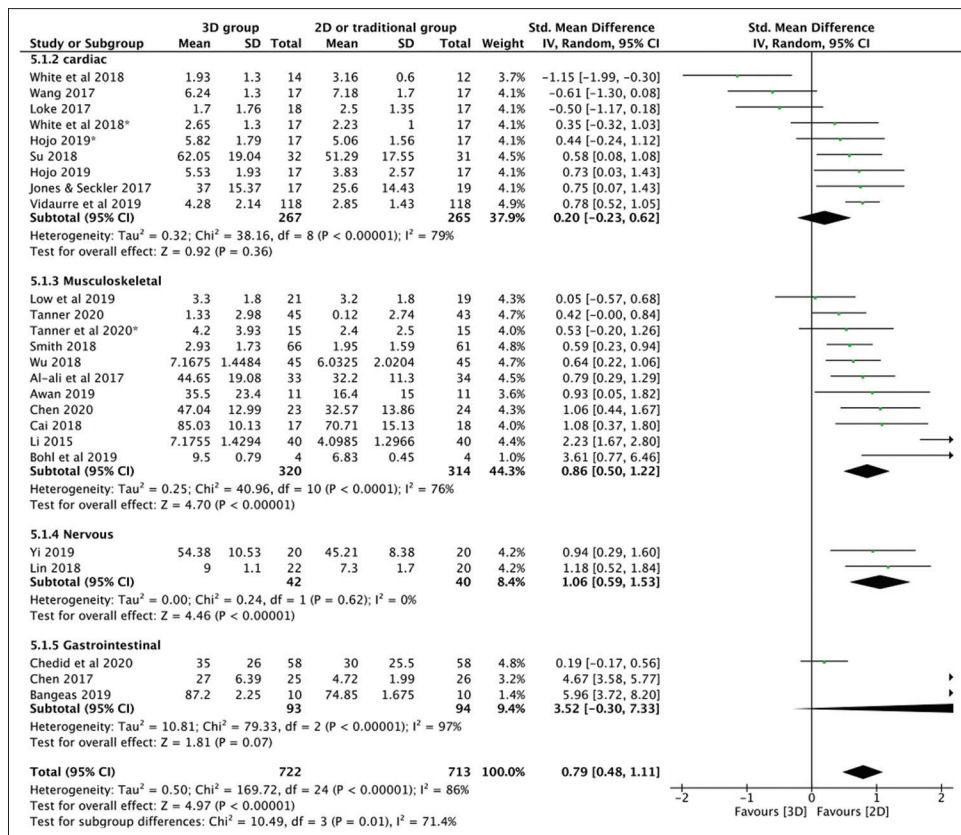 3D group 2D or traditional group Std. Mean Difference Std. Mean Difference
Study or Subgroup Mean SD Total Mean SD Total Weight IV, Random, 95% CI IV, Random, 95% CI
5.1.2 cardiac
White et al 2018 1.93 1.3 14 3.16 0.6 12 3.7% -1.15 [-1.99, -0.30]
Wang 2017 6.24 1.3 17 7.18 1.7 17 4.1% -0.61 [-1.30, 0.08]
Loke 2017 1.7 1.76 18 2.5 1.35 17 4.1% -0.50 [-1.17, 0.18]
White et al 2018* 2.65 1.3 17 2.23 1 17 4.1% 0.35 [-0.32, 1.03]
Hojo 2019* 5.82 1.79 17 5.06 1.56 17 4.1% 0.44 [-0.24, 1.12]
Su 2018 62.05 19.04 32 51.29 17.55 31 4.5% 0.58 [0.08, 1.08]
Hojo 2019 5.53 1.93 17 3.83 2.57 17 4.1% 0.73 [0.03, 1.43]
Jones & Seckler 2017 37 15.37 17 25.6 14.43 19 4.1% 0.75 [0.07, 1.43]
Vidaurre et al 2019 4.28 2.14 118 2.85 1.43 118 4.9% 0.78 [0.52, 1.05]
Subtotal (95% CI) 267 265 37.9% 0.20 [-0.23, 0.62]
Heterogeneity: Tau² = 0.32; Chi² = 38.16, df = 8 (P < 0.00001); I² = 79%
Test for overall effect: Z = 0.92 (P = 0.36)
5.1.3 Musculoskeletal
Low et al 2019 3.3 1.8 21 3.2 1.8 19 4.3% 0.05 [-0.57, 0.68]
Tanner 2020 1.33 2.98 45 0.12 2.74 43 4.7% 0.42 [-0.00, 0.84]
Tanner et al 2020* 4.2 3.93 15 2.4 2.5 15 4.0% 0.53 [-0.20, 1.26]
Smith 2018 2.93 1.73 66 1.95 1.59 61 4.8% 0.59 [0.23, 0.94]
Wu 2018 7.1675 1.4484 45 6.0325 2.0204 45 4.7% 0.64 [0.22, 1.06]
Al-ali et al 2017 44.65 19.08 33 32.2 11.3 34 4.5% 0.79 [0.29, 1.29]
Awan 2019 35.5 23.4 11 16.4 15 11 3.6% 0.93 [0.05, 1.82]
Chen 2020 47.04 12.99 23 32.57 13.86 24 4.3% 1.06 [0.44, 1.67]
Cai 2018 85.03 10.13 17 70.71 15.13 18 4.0% 1.08 [0.37, 1.80]
Li 2015 7.1755 1.4294 40 4.0985 1.2966 40 4.4% 2.23 [1.67, 2.80]
Bohl et al 2019 9.5 0.79 4 6.83 0.45 4 1.0% 3.61 [0.77, 6.46]
Subtotal (95% CI) 320 314 44.3% 0.86 [0.50, 1.22]
Heterogeneity: Tau² = 0.25; Chi² = 40.96, df = 10 (P < 0.0001); I² = 76%
Test for overall effect: Z = 4.70 (P < 0.00001)
5.1.4 Nervous
Yi 2019 54.38 10.53 20 45.21 8.38 20 4.2% 0.94 [0.29, 1.60]
Lin 2018 9 1.1 22 7.3 1.7 20 4.2% 1.18 [0.52, 1.84]
Subtotal (95% CI) 42 40 8.4% 1.06 [0.59, 1.53]
Heterogeneity: Tau² = 0.00; Chi² = 0.24, df = 1 (P = 0.62); I² = 0%
Test for overall effect: Z = 4.46 (P < 0.00001)
5.1.5 Gastrointestinal
Chedid et al 2020 35 26 58 30 25.5 58 4.8% 0.19 [-0.17, 0.56]
Chen 2017 27 6.39 25 4.72 1.99 26 3.2% 4.67 [3.58, 5.77]
Bangeas 2019 87.2 2.25 10 74.85 1.675 10 1.4% 5.96 [3.72, 8.20]
Subtotal (95% CI) 93 94 9.4% 3.52 [-0.30, 7.33]
Heterogeneity: Tau² = 10.81; Chi² = 79.33, df = 2 (P < 0.00001); I² = 97%
Test for overall effect: Z = 1.81 (P = 0.07)
Total (95% CI) 722 713 100.0% 0.79 [0.48, 1.11]
Heterogeneity: Tau² = 0.50; Chi² = 169.72, df = 24 (P < 0.00001); I² = 86%
Test for overall effect: Z = 4.97 (P < 0.00001)
Test for subgroup differences: Chi² = 10.49, df = 3 (P = 0.01), I² = 71.4%
-2 -1 0 1 2
Favours [3D] Favours [2D]